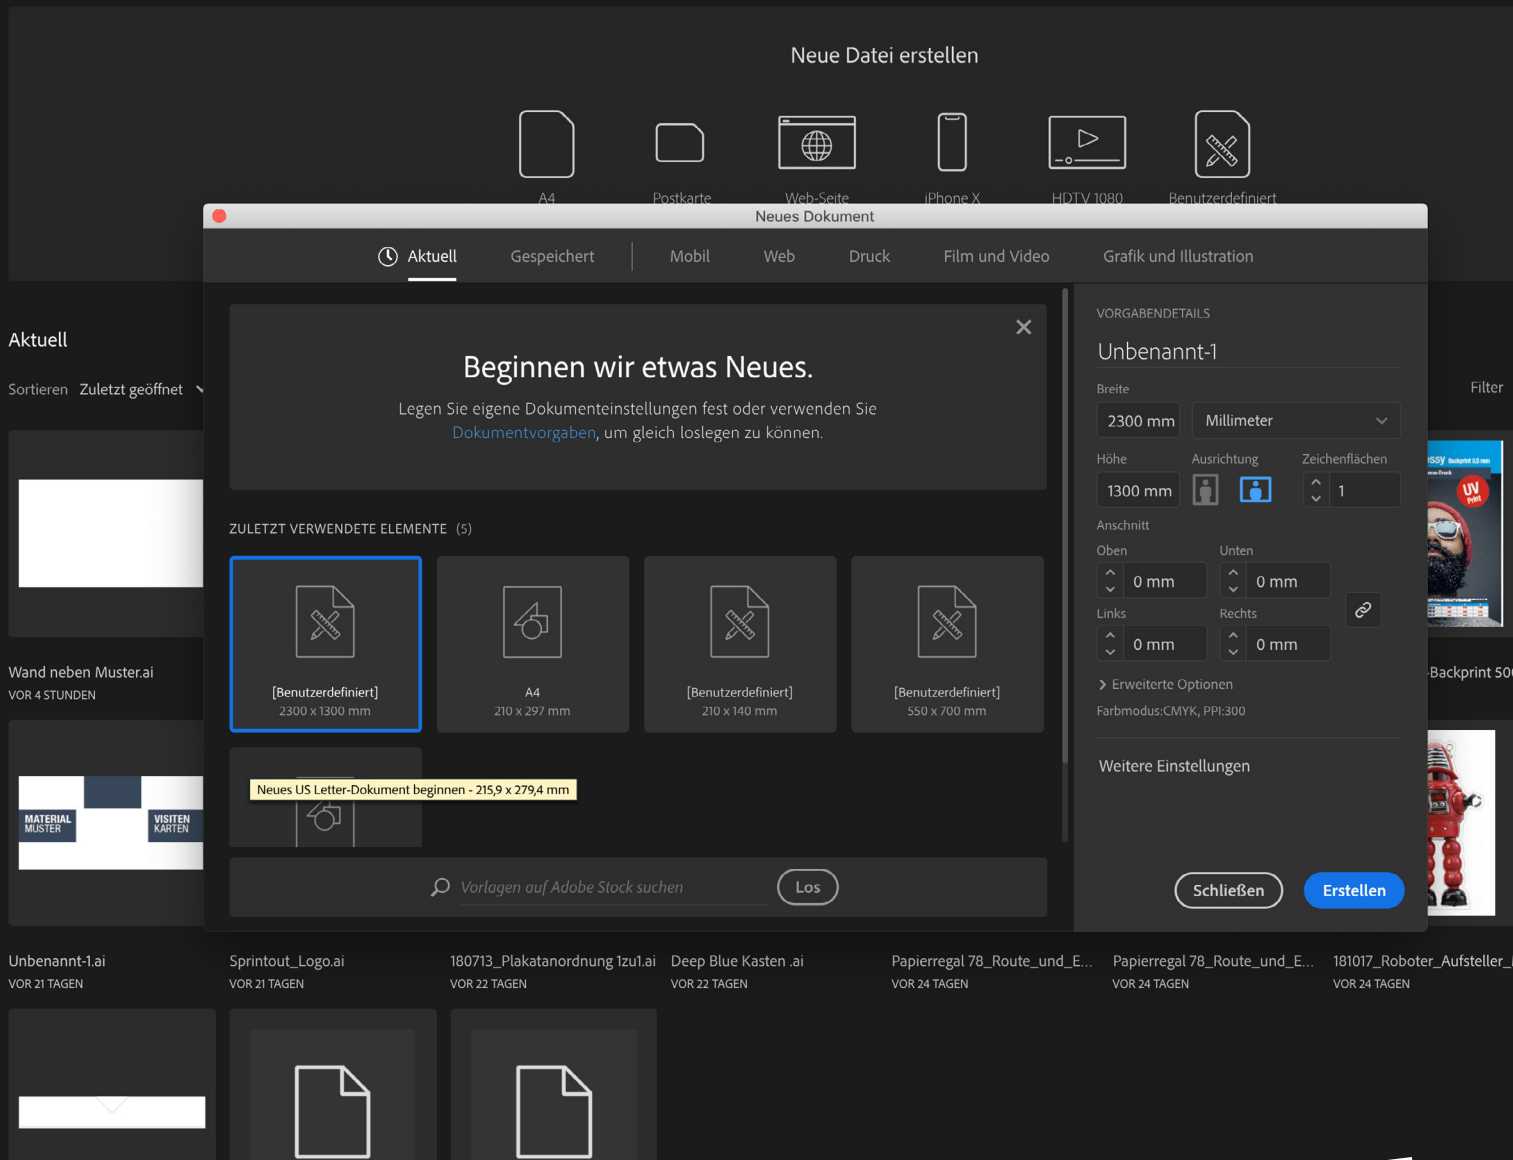 Neue Datei erstellen
A4
Postkarte
Web-Seite
iPhone X
HDTV 1080
Benutzerdefiniert
Neues Dokument
Aktuell
Gespeichert
Mobil
Web
Druck
Film und Video
Grafik und Illustration
Aktuell
Sortieren Zuletzt geöffnet
Filter
Beginnen wir etwas Neues.
Legen Sie eigene Dokumenteinstellungen fest oder verwenden Sie
Dokumentvorgaben, um gleich loslegen zu können.
ZULETZT VERWENDETE ELEMENTE (5)
[Benutzerdefiniert]
2300 x 1300 mm
A4
210 x 297 mm
[Benutzerdefiniert]
210 x 140 mm
[Benutzerdefiniert]
550 x 700 mm
Neues US Letter-Dokument beginnen - 215,9 x 279,4 mm
Vorlagen auf Adobe Stock suchen
Los
VORGABENDETAILS
Unbenannt-1
Breite
2300 mm
Millimeter
Höhe
Ausrichtung
Zeichenflächen
1300 mm
1
Anschnitt
Oben
Unten
0 mm
0 mm
Links
Rechts
0 mm
0 mm
Erweiterte Optionen
Farbmodus:CMYK, PPI:300
Weitere Einstellungen
Schließen
Erstellen
Wand neben Muster.ai
VOR 4 STUNDEN
MATERIAL
MUSTER
VISITEN
KARTEN
ssy Backprint 0,5 mm
UV
Print
-Backprint 50
Unbenannt-1.ai
VOR 21 TAGEN
Sprintout_Logo.ai
VOR 21 TAGEN
180713_Plakatanordnung 1zu1.ai
VOR 22 TAGEN
Deep Blue Kasten .ai
VOR 22 TAGEN
Papierregal 78_Route_und_E...
VOR 24 TAGEN
Papierregal 78_Route_und_E...
VOR 24 TAGEN
181017_Roboter_Aufsteller_
VOR 24 TAGEN